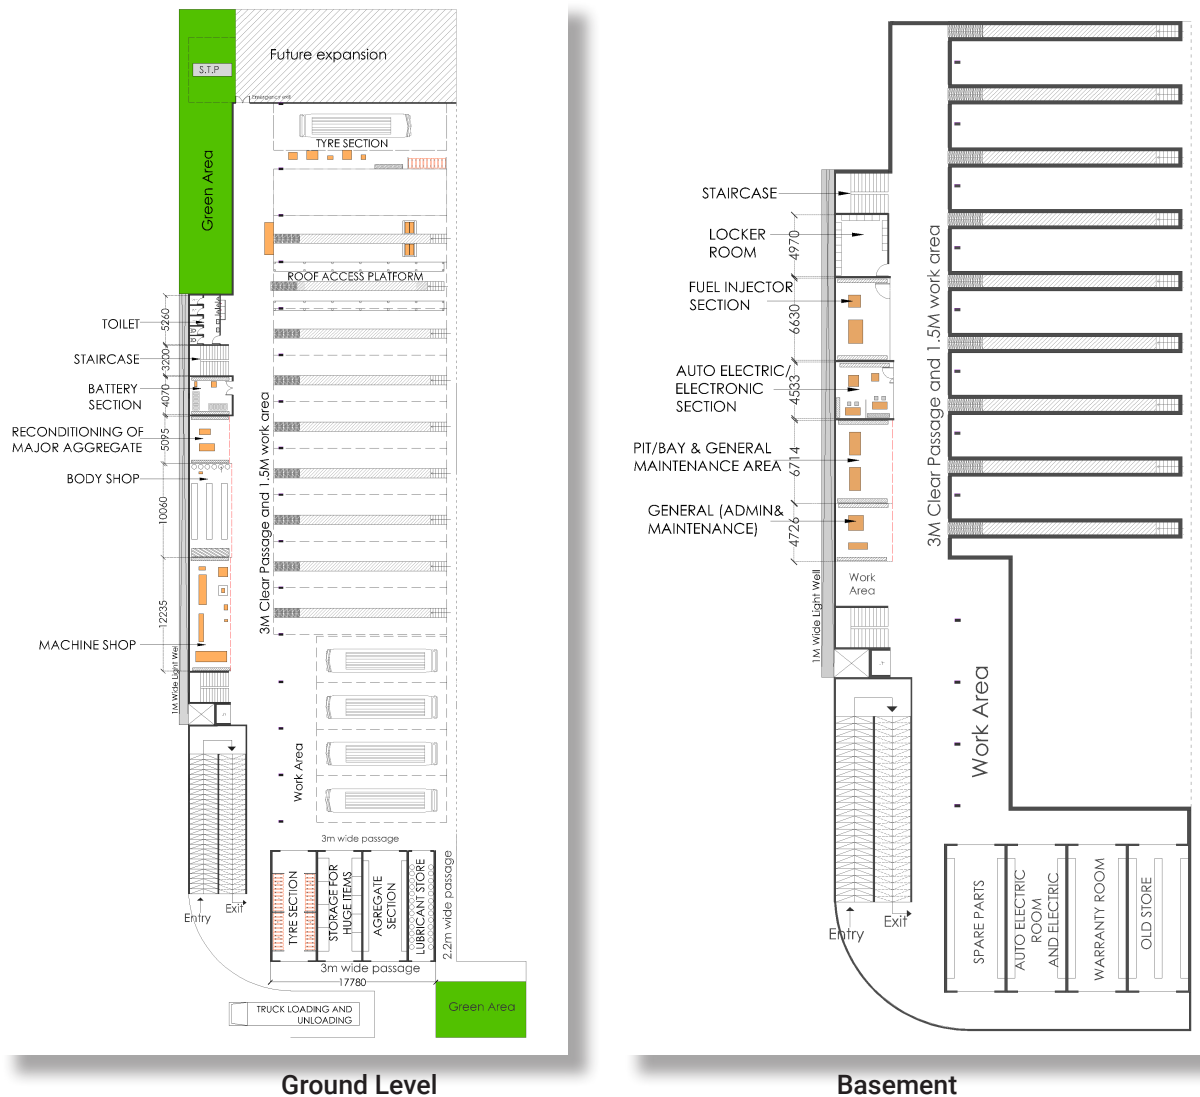 Future expansion
S.T.P
Emergency exit
TYRE SECTION
Green Area
ROOF ACCESS PLATFORM
TOILET
5260
STAIRCASE
3200
BATTERY
SECTION
4070
RECONDITIONING OF
MAJOR AGGREGATE
5095
BODY SHOP
10060
3M Clear Passage and 1.5M work area
12235
MACHINE SHOP
1M Wide Light Well
Work Area
3m wide passage
TYRE SECTION
STORAGE FOR
HUGE ITEMS
AGREGATE
SECTION
LUBRICANT STORE
2.2m wide passage
Entry
Exit
3m wide passage
17780
TRUCK LOADING AND
UNLOADING
Green Area
Ground Level
STAIRCASE
LOCKER
ROOM
4970
FUEL INJECTOR
SECTION
6630
AUTO ELECTRIC/
ELECTRONIC
SECTION
4533
PIT/BAY & GENERAL
MAINTENANCE AREA
6714
GENERAL (ADMIN&
MAINTENANCE)
4726
3M Clear Passage and 1.5M work area
Work
Area
1M Wide Light Well
Work Area
Entry
Exit
SPARE PARTS
AUTO ELECTRIC
ROOM
AND ELECTRIC
WARRANTY ROOM
OLD STORE
Basement